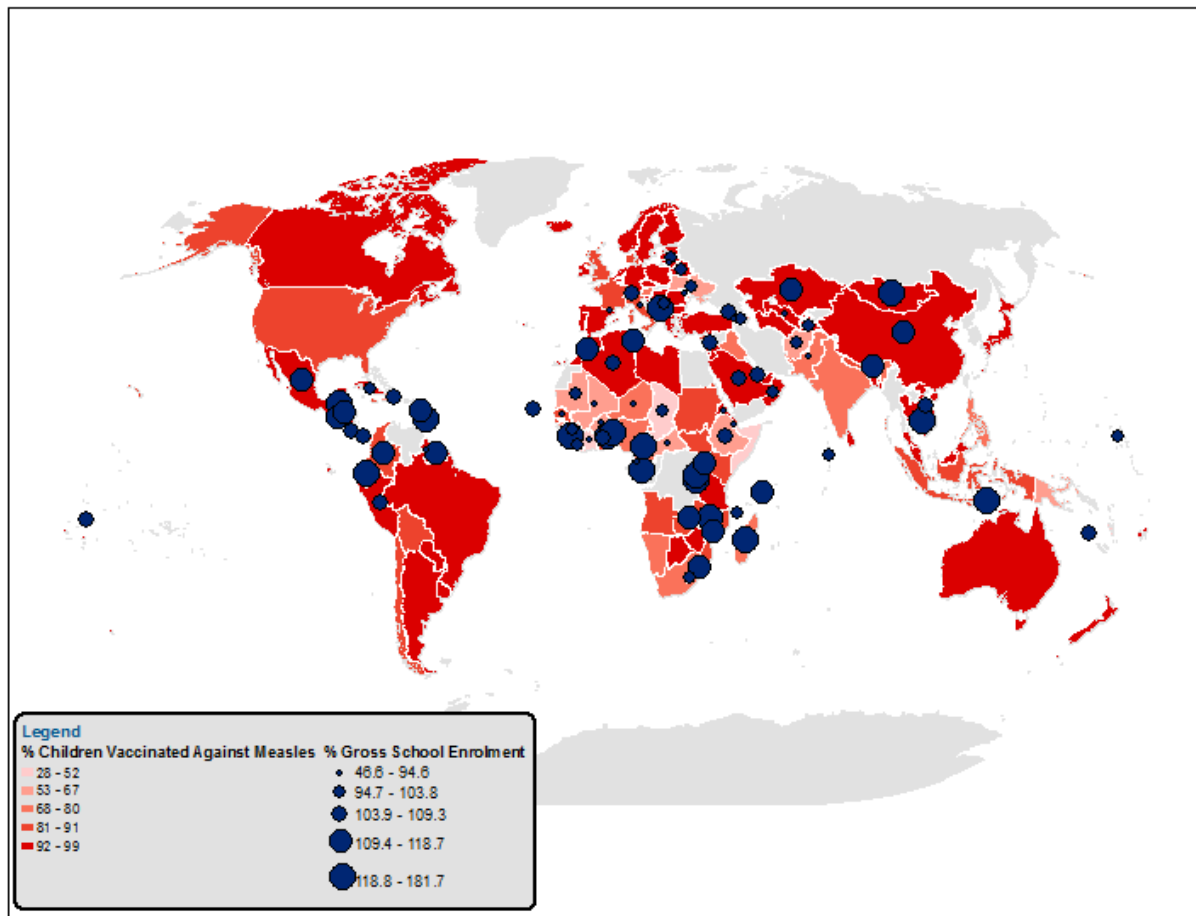 Legend
% Children Vaccinated Against Measles
28 - 52
53 - 67
68 - 80
81 - 91
92 - 99
% Gross School Enrolment
46.6 - 94.6
94.7 - 103.8
103.9 - 109.3
109.4 - 118.7
118.8 - 181.7